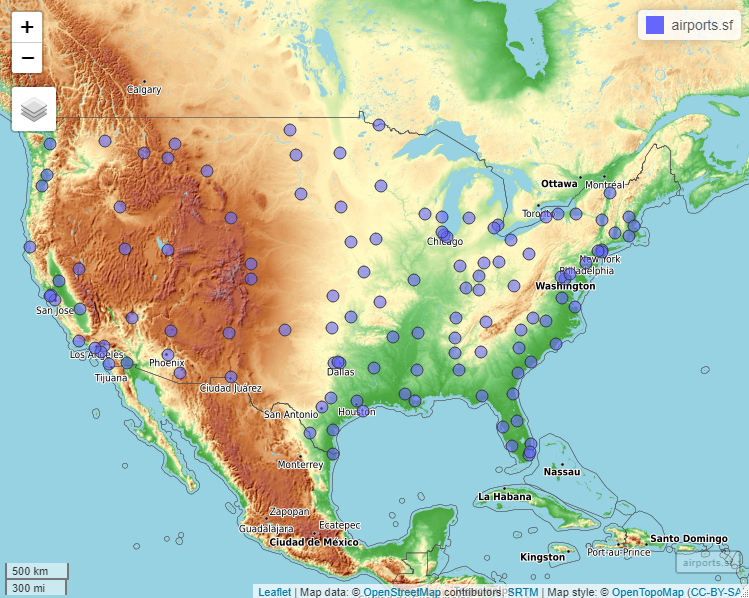 +
−
airports.sf
Calgary
Ottawa
Montréal
Toronto
Chicago
New York
Philadelphia
Washington
San Jose
Los Angeles
Phoenix
Tijuana
Dallas
Ciudad Juárez
San Antonio
Houston
Monterrey
Nassau
La Habana
Zapopan
Guadalajara
Ecatepec
Ciudad de México
Santo Domingo
Port-au-Prince
Kingston
airports.sf
500 km
300 mi
Leaflet | Map data: © OpenStreetMap contributors, SRTM | Map style: © OpenTopoMap (CC-BY-SA